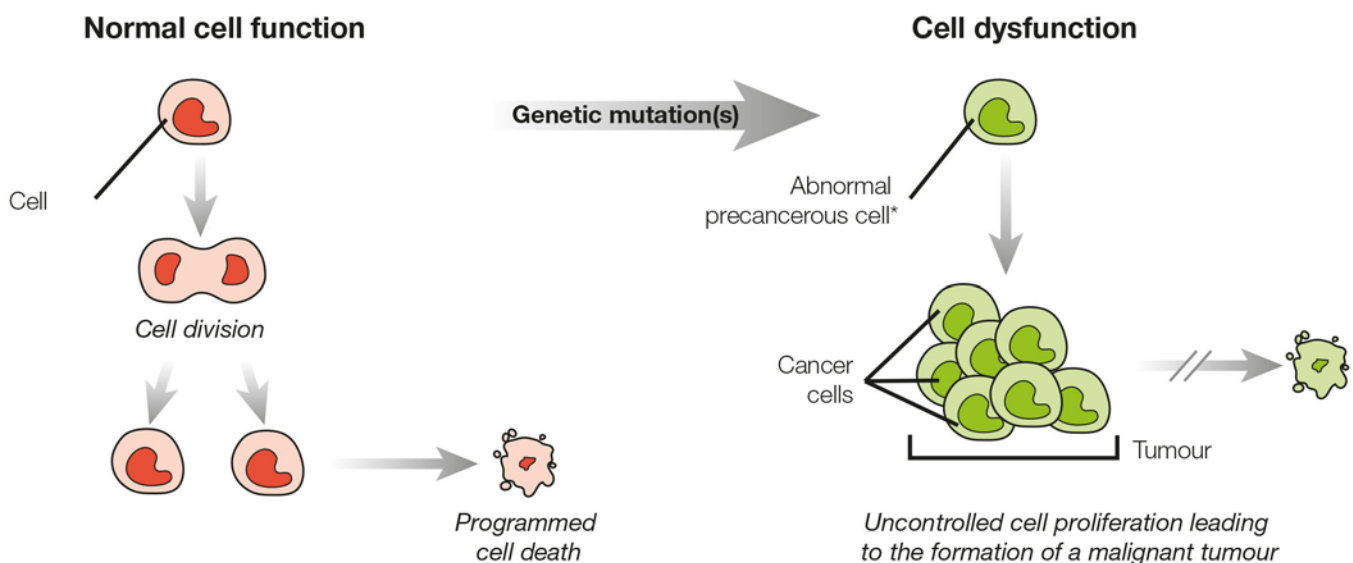 Normal cell function
Cell dysfunction
Genetic mutation(s)
Cell
Abnormal
precancerous cell*
Cell division
Cancer
cells
Tumour
Programmed
cell death
Uncontrolled cell proliferation leading
to the formation of a malignant tumour